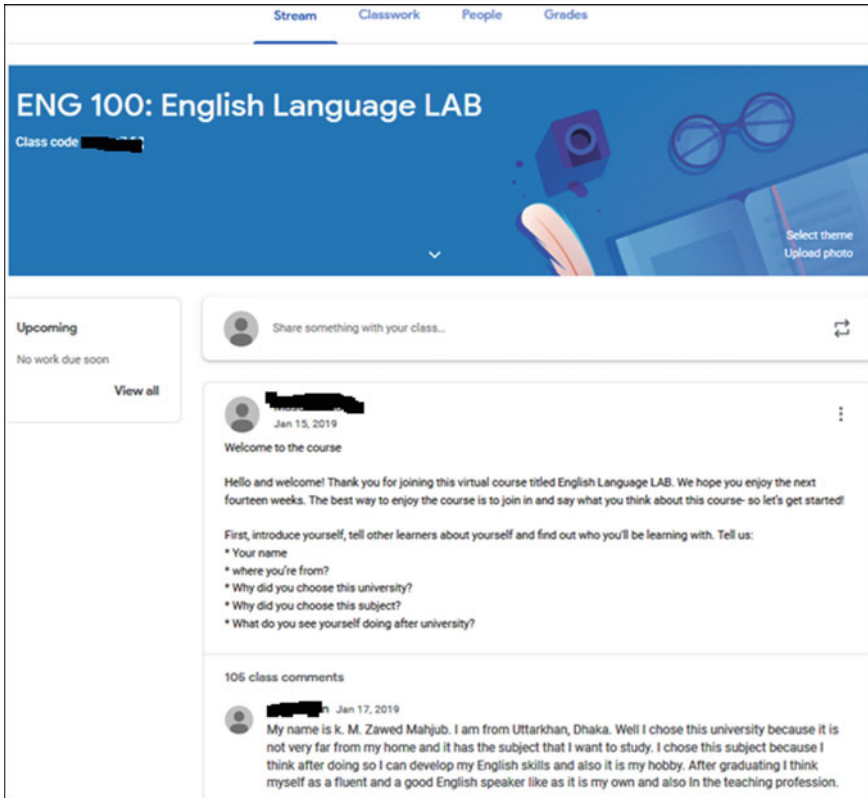 Stream Classwork People Grades
ENG 100: English Language LAB
Class code
Select theme
Upload photo
Upcoming
No work due soon
View all
Share something with your class...
Jan 15, 2019
Welcome to the course
Hello and welcome! Thank you for joining this virtual course titled English Language LAB. We hope you enjoy the next
fourteen weeks. The best way to enjoy the course is to join in and say what you think about this course- so let's get started!
First, introduce yourself, tell other learners about yourself and find out who you'll be learning with. Tell us:
* Your name
* where you're from?
* Why did you choose this university?
* Why did you choose this subject?
* What do you see yourself doing after university?
105 class comments
n Jan 17, 2019
My name is k. M. Zawed Mahjub. I am from Uttarkhan, Dhaka. Well I chose this university because it is
not very far from my home and it has the subject that I want to study. I chose this subject because I
think after doing so I can develop my English skills and also it is my hobby. After graduating I think
myself as a fluent and a good English speaker like as it is my own and also In the teaching profession.